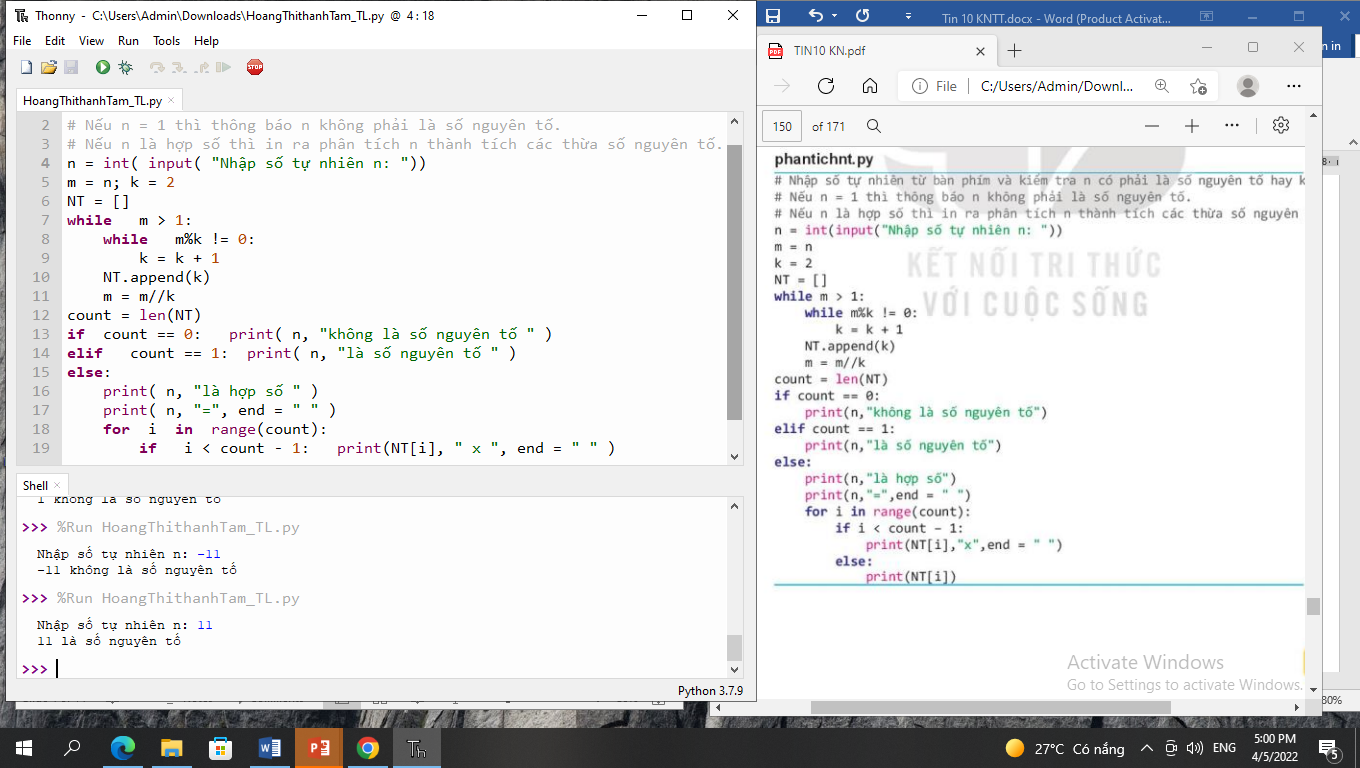 Thonny - C:\Users\Admin\Downloads\HoangThithanhTam_TL.py @ 4 : 18
File Edit View Run Tools Help
HoangThithanhTam_TL.py
2 # Nếu n = 1 thì thông báo n không phải là số nguyên tố.
3 # Nếu n là hợp số thì in ra phân tích n thành tích các thừa số nguyên tố.
4 n = int( input( "Nhập số tự nhiên n: "))
5 m = n; k = 2
6 NT = []
7 while m > 1:
8 while m%k != 0:
9 k = k + 1
10 NT.append(k)
11 m = m//k
12 count = len(NT)
13 if count == 0: print( n, "không là số nguyên tố " )
14 elif count == 1: print( n, "là số nguyên tố " )
15 else:
16 print( n, "là hợp số " )
17 print( n, "=", end = " " )
18 for i in range(count):
19 if i < count - 1: print(NT[i], " x ", end = " " )
Shell
1 không là số nguyên tố
>>> %Run HoangThithanhTam_TL.py
Nhập số tự nhiên n: -11
-11 không là số nguyên tố
>>> %Run HoangThithanhTam_TL.py
Nhập số tự nhiên n: 11
11 là số nguyên tố
>>>
Python 3.7.9
Tin 10 KNTT.docx - Word (Product Activat...
n in
TIN10 KN.pdf
File C:/Users/Admin/Downl...
150 of 171
phantichnt.py
# Nhập số tự nhiên từ bàn phím và kiểm tra n có phải là số nguyên tố hay k
# Nếu n = 1 thì thông báo n không phải là số nguyên tố.
# Nếu n là hợp số thì in ra phân tích n thành tích các thừa số nguyên
n = int(input("Nhập số tự nhiên n: "))
m = n
k = 2
NT = []
while m > 1:
while m%k != 0:
k = k + 1
NT.append(k)
m = m//k
count = len(NT)
if count == 0:
print(n,"không là số nguyên tố")
elif count == 1:
print(n,"là số nguyên tố")
else:
print(n,"là hợp số")
print(n,"=",end = " ")
for i in range(count):
if i < count - 1:
print(NT[i],"x",end = " ")
else:
print(NT[i])
KẾT NỐI TRI THỨC
VỚI CUỘC SỐNG
Activate Windows
Go to Settings to activate Windows.
80%
27°C Có nắng ENG
5:00 PM
4/5/2022
5